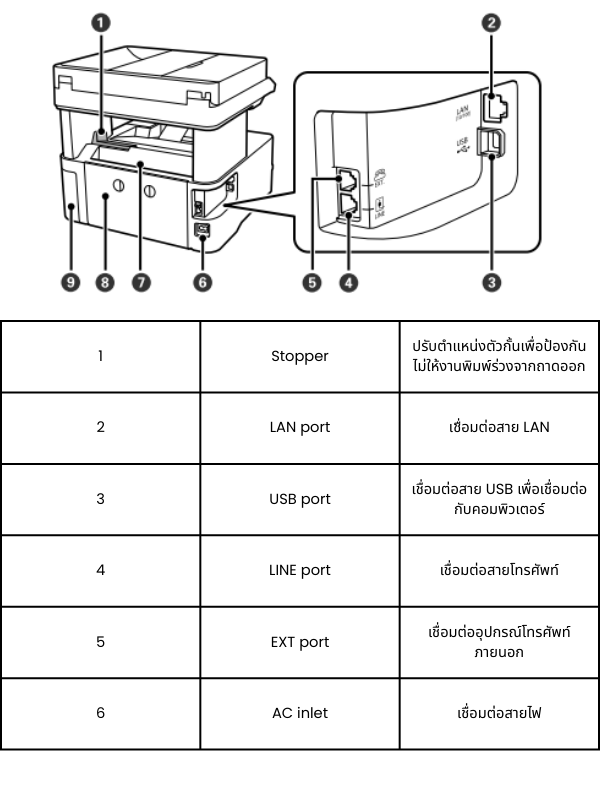 1
2
LAN
USB
EXT.
LINE
5
4
3
9
8
7
6
1
Stopper
ปรับตำแหน่งตัวกั้นเพื่อป้องกัน
ไม่ให้งานพิมพ์ร่วงจากถาดออก
2
LAN port
เชื่อมต่อสาย LAN
3
USB port
เชื่อมต่อสาย USB เพื่อเชื่อมต่อ
กับคอมพิวเตอร์
4
LINE port
เชื่อมต่อสายโทรศัพท์
5
EXT port
เชื่อมต่ออุปกรณ์โทรศัพท์
ภายนอก
6
AC inlet
เชื่อมต่อสายไฟ